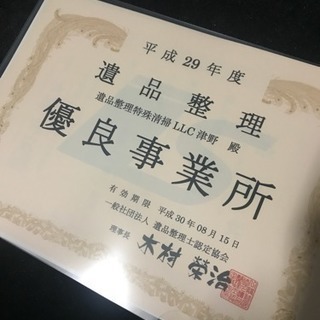 平成29年度
遺品整理
遺品整理特殊清掃LLC津野 殿
優良事業所
有効期限 平成30年08月15日
一般社団法人 遺品整理士認定協会
理事長 木村榮治